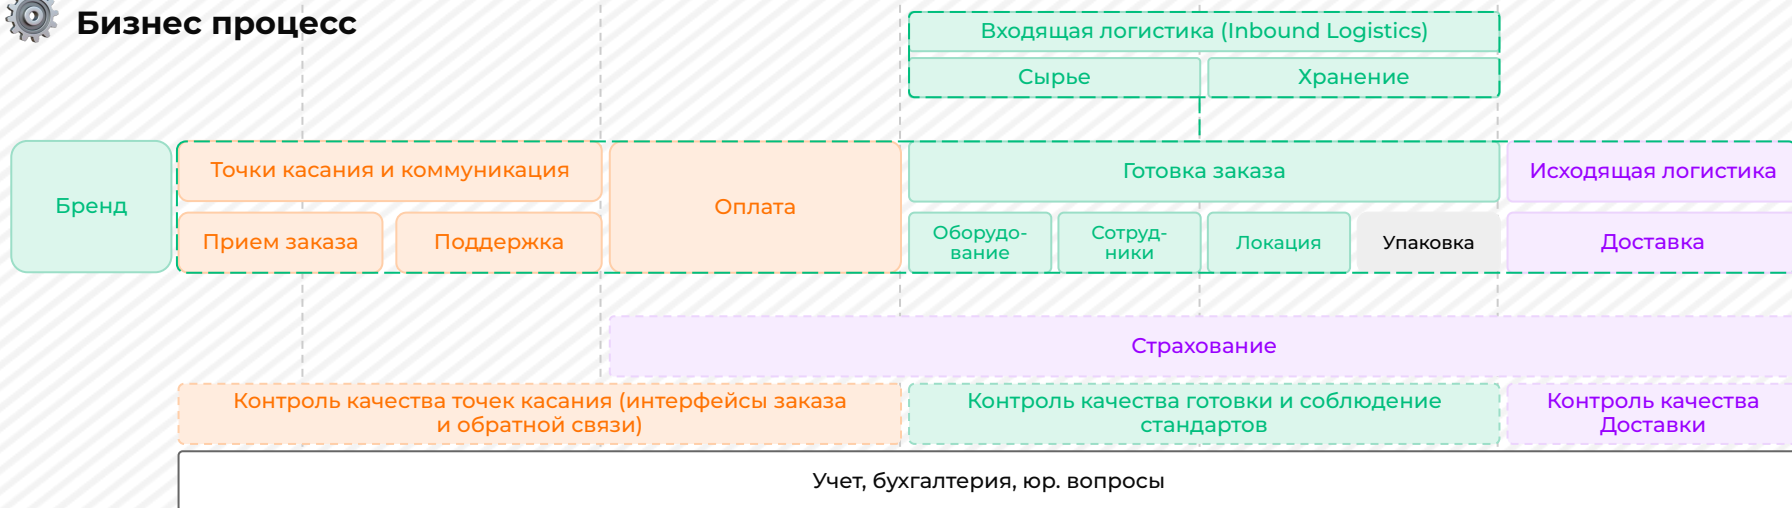 Бизнес процесс
Входящая логистика (Inbound Logistics)
Сырье
Хранение
Бренд
Точки касания и коммуникация
Прием заказа
Поддержка
Оплата
Готовка заказа
Оборудо-
вание
Сотруд-
ники
Локация
Упаковка
Исходящая логистика
Доставка
Страхование
Контроль качества точек касания (интерфейсы заказа
и обратной связи)
Контроль качества готовки и соблюдение
стандартов
Контроль качества
Доставки
Учет, бухгалтерия, юр. вопросы